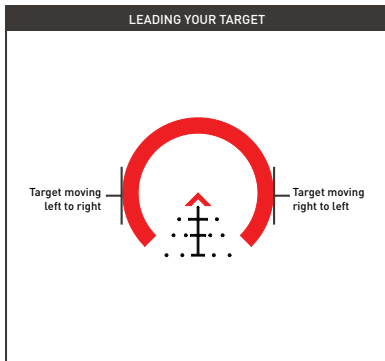 LEADING YOUR TARGET
Target moving
left to right
Target moving
right to left